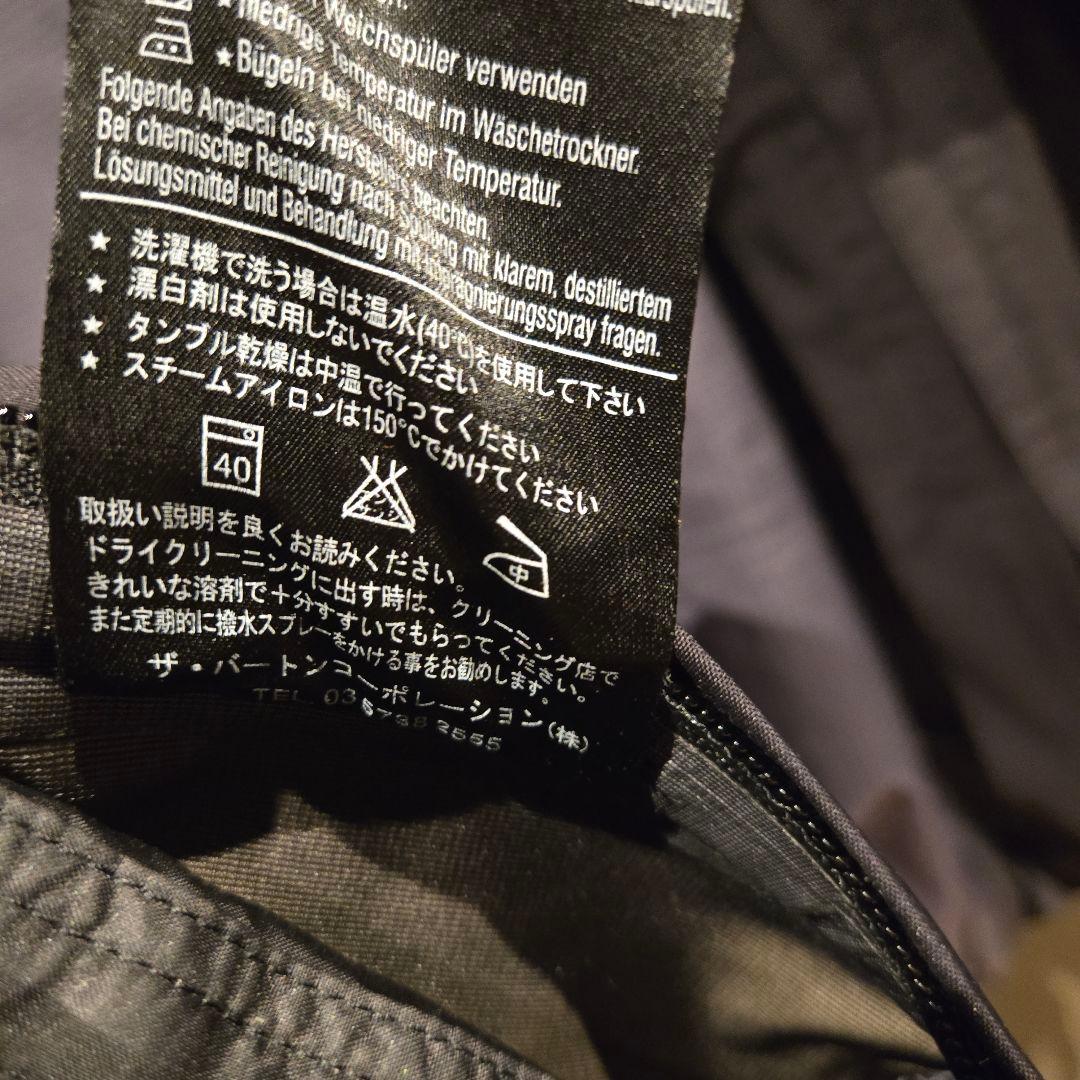 Weichspüler verwenden
niedrige Temperatur im Wäschetrockner.
★Bügeln bei niedriger Temperatur.
Folgende Angaben des Herstellers beachten.
Bei chemischer Reinigung nach Spülung mit klarem, destilliertem
Lösungsmittel und Behandlung mit Imprägnierungsspray fragen.
★ 洗濯機で洗う場合は温水(40℃)を使用して下さい
★ 漂白剤は使用しないでください
★ タンブル乾燥は中温で行ってください
★ スチームアイロンは150℃でかけてください
40
中
取扱い説明を良くお読みください。
ドライクリーニングに出す時は、クリーニング店で
きれいな溶剤で十分すすいでもらってください。
また定期的に撥水スプレーをかける事をお勧めします。
ザ・バートンコーポレーション(株)
TEL 03 5738 2555